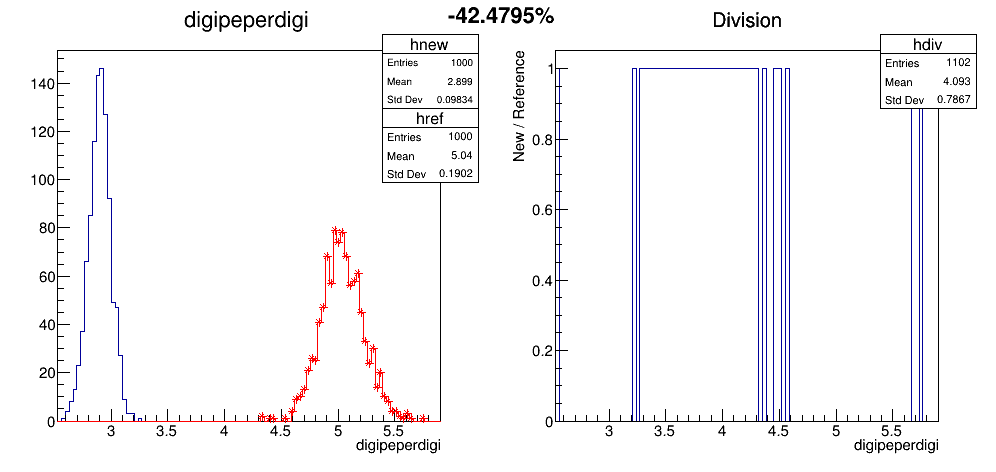 digipeperdigi
-42.4795%
Division
hnew
Entries 1000
Mean 2.899
Std Dev 0.09834
href
Entries 1000
Mean 5.04
Std Dev 0.1902
140
120
100
80
60
40
20
0
3 3.5 4 4.5 5 5.5
digipeperdigi
hdiv
Entries 1102
Mean 4.093
Std Dev 0.7867
New / Reference
1
0.8
0.6
0.4
0.2
0
3 3.5 4 4.5 5 5.5
digipeperdigi